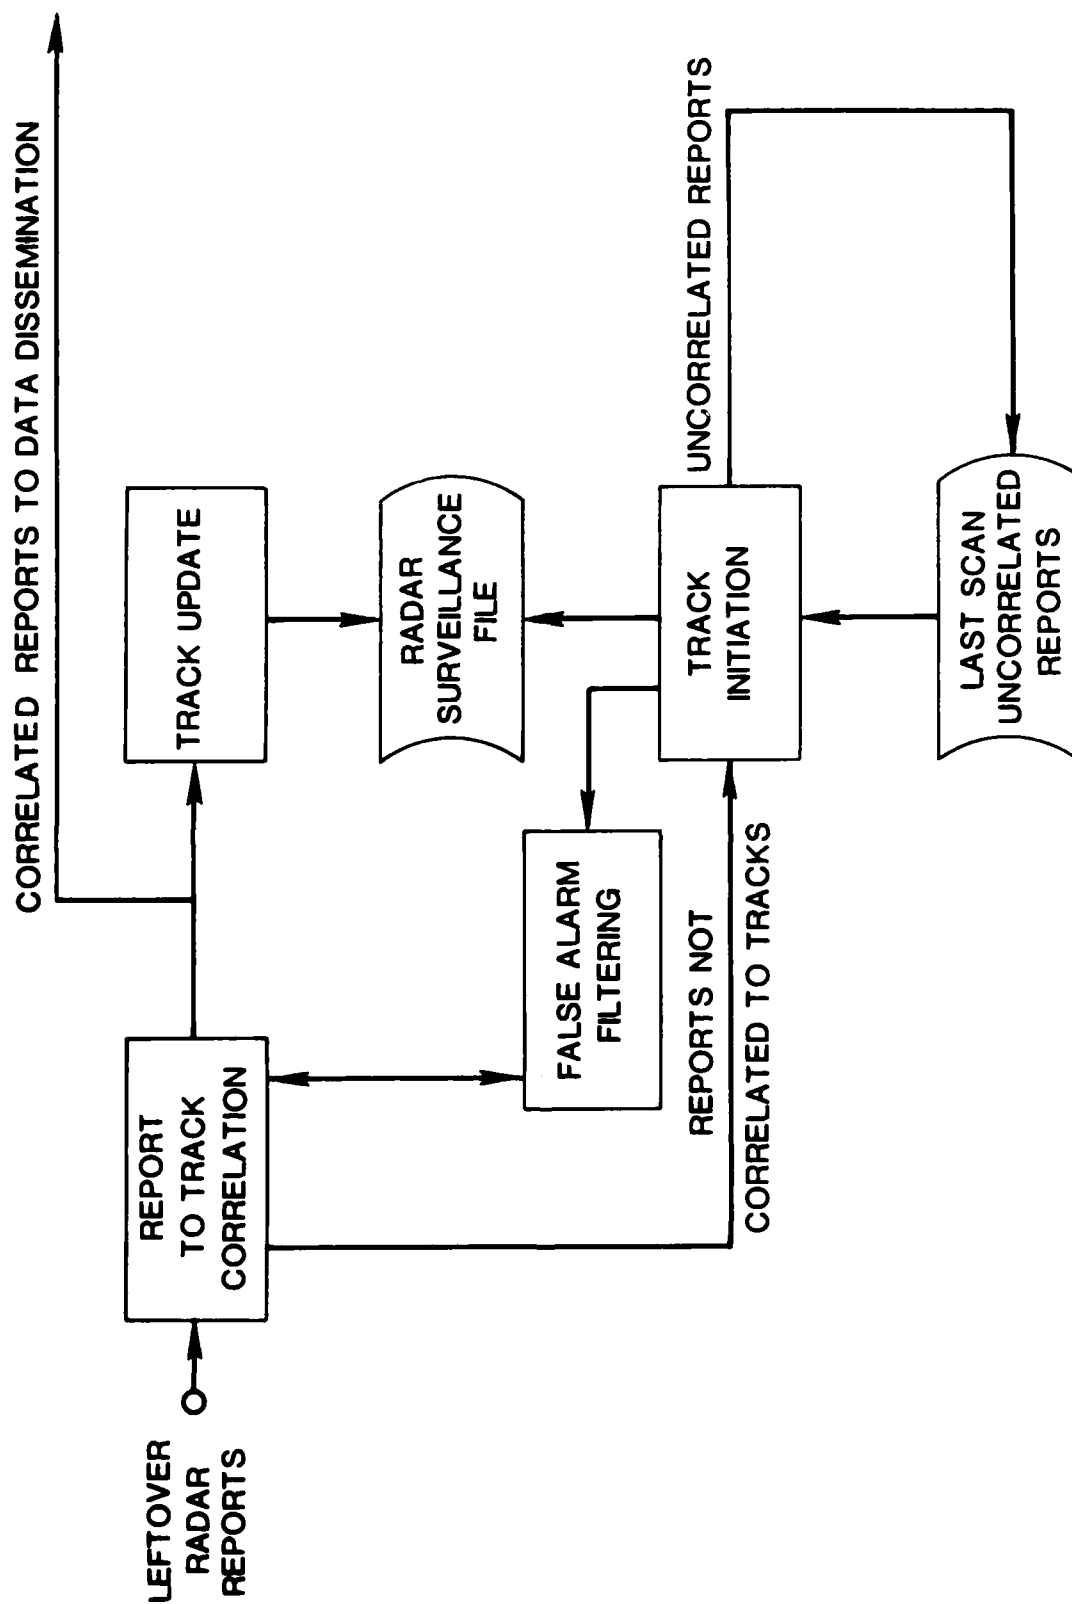 CORRELATED REPORTS TO DATA DISSEMINATION
LEFTOVER
RADAR
REPORTS
REPORT
TO TRACK
CORRELATION
TRACK UPDATE
RADAR
SURVEILLANCE
FILE
FALSE ALARM
FILTERING
REPORTS NOT
CORRELATED TO TRACKS
TRACK
INITIATION
UNCORRELATED REPORTS
LAST SCAN
UNCORRELATED
REPORTS